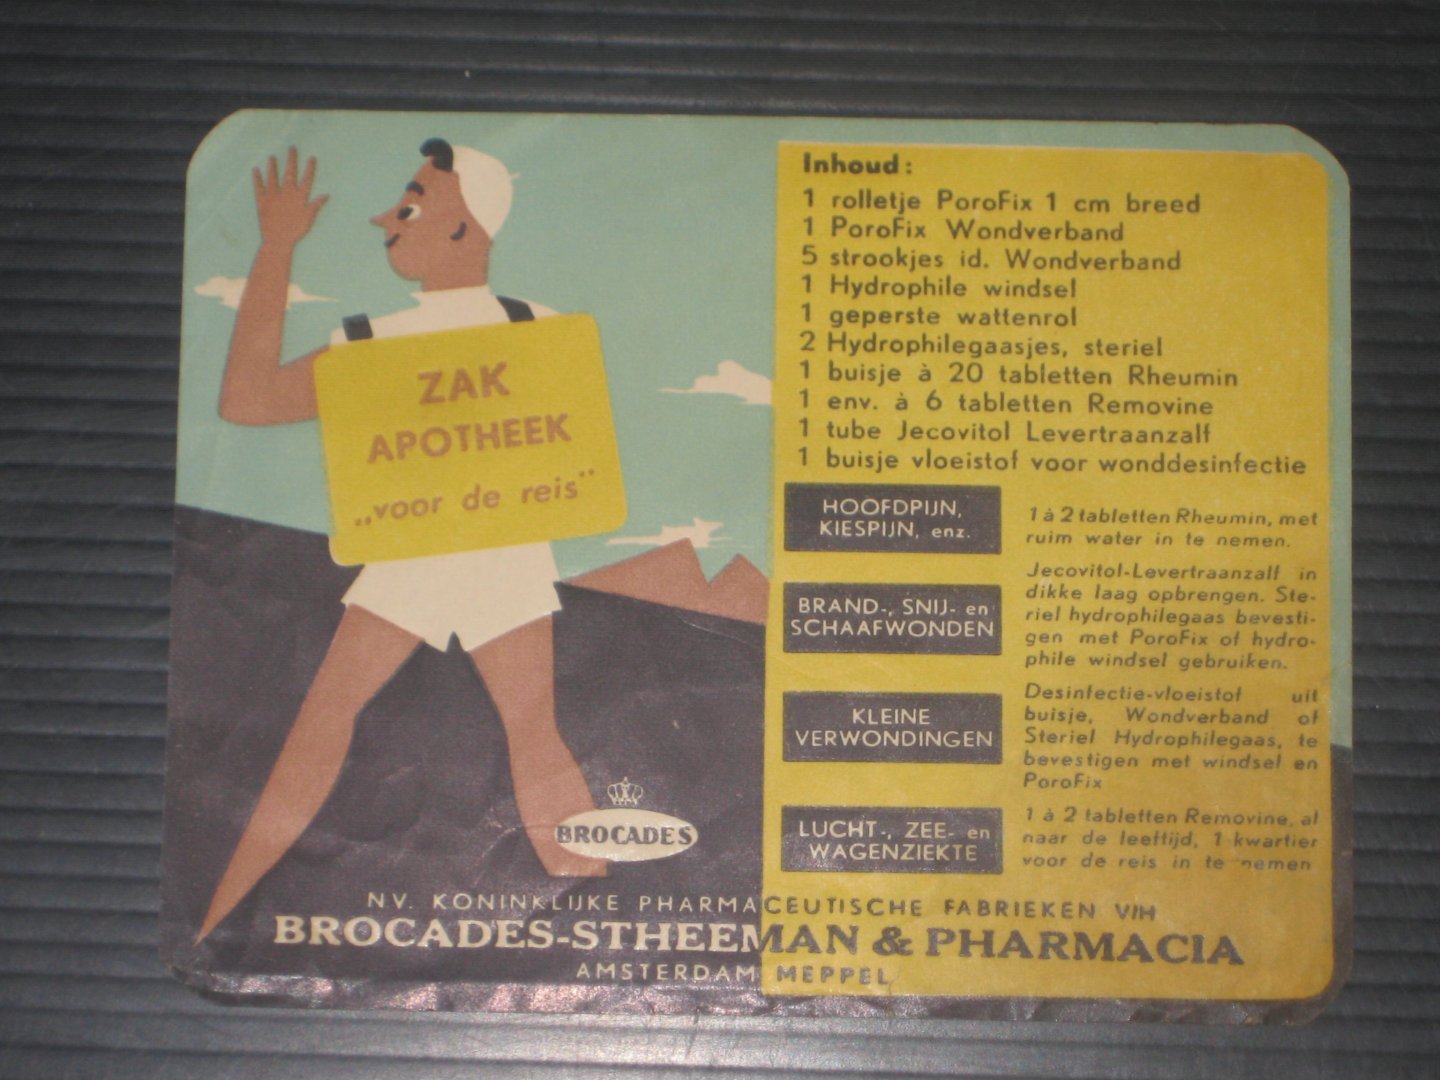 ZAK
APOTHEEK
„voor de reis"
Inhoud:
1 rolletje PoroFix 1 cm breed
1 PoroFix Wondverband
5 strookjes id. Wondverband
1 Hydrophile windsel
1 geperste wattenrol
2 Hydrophilegaasjes, steriel
1 buisje à 20 tabletten Rheumin
1 env. à 6 tabletten Removine
1 tube Jecovitol Levertraanzalf
1 buisje vloeistof voor wonddesinfectie
HOOFDPIJN,
KIESPIJN, enz.
1 à 2 tabletten Rheumin, met
ruim water in te nemen.
BRAND-, SNIJ- en
SCHAAFWONDEN
Jecovitol-Levertraanzalf in
dikke laag opbrengen. Ste-
riel hydrophilegaas bevesti-
gen met PoroFix of hydro-
phile windsel gebruiken.
KLEINE
VERWONDINGEN
Desinfectie-vloeistof uit
buisje, Wondverband of
Steriel Hydrophilegaas, te
bevestigen met windsel en
PoroFix
LUCHT-, ZEE- en
WAGENZIEKTE
1 à 2 tabletten Removine, al
naar de leeftijd, 1 kwartier
voor de reis in te nemen
BROCADES
N.V. KONINKLIJKE PHARMACEUTISCHE FABRIEKEN V/H
BROCADES-STHEEMAN & PHARMACIA
AMSTERDAM MEPPEL